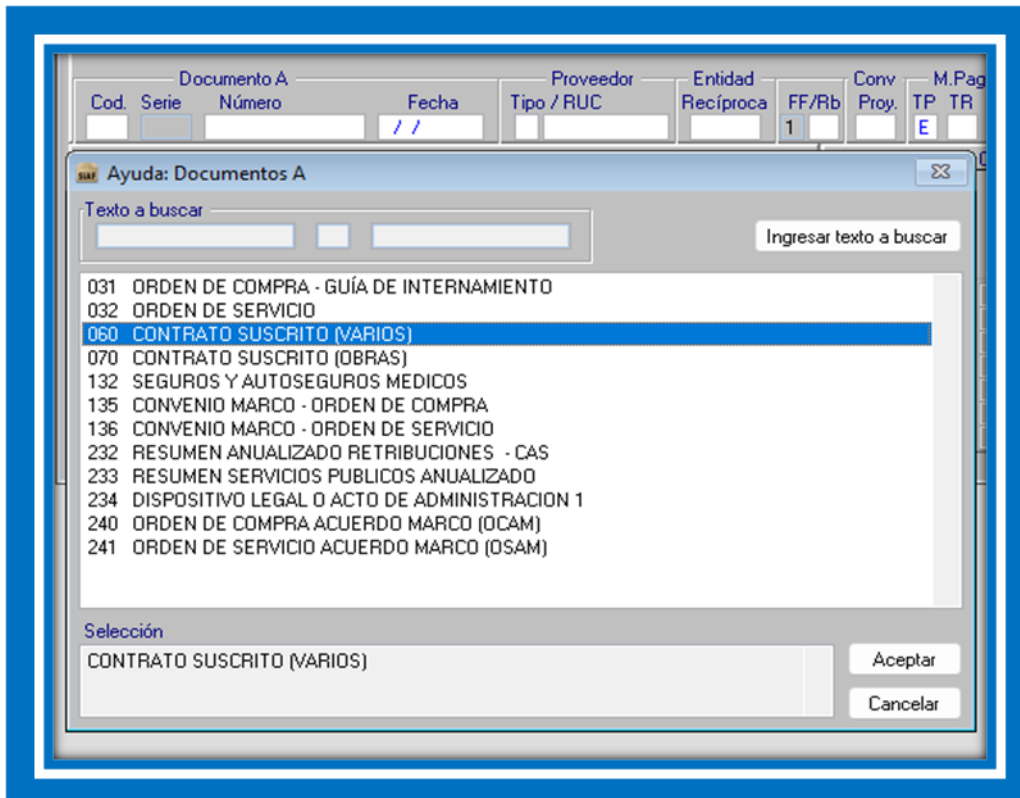 Documento A Proveedor Entidad Conv M.Pag
Cod. Serie Número Fecha Tipo / RUC Recíproca FF/Rb Proy. TP TR
/ / 1 E
SIAF Ayuda: Documentos A
Texto a buscar
Ingresar texto a buscar
031 ORDEN DE COMPRA - GUÍA DE INTERNAMIENTO
032 ORDEN DE SERVICIO
060 CONTRATO SUSCRITO (VARIOS)
070 CONTRATO SUSCRITO (OBRAS)
132 SEGUROS Y AUTOSEGUROS MEDICOS
135 CONVENIO MARCO - ORDEN DE COMPRA
136 CONVENIO MARCO - ORDEN DE SERVICIO
232 RESUMEN ANUALIZADO RETRIBUCIONES - CAS
233 RESUMEN SERVICIOS PUBLICOS ANUALIZADO
234 DISPOSITIVO LEGAL O ACTO DE ADMINISTRACION 1
240 ORDEN DE COMPRA ACUERDO MARCO (OCAM)
241 ORDEN DE SERVICIO ACUERDO MARCO (OSAM)
Selección
CONTRATO SUSCRITO (VARIOS)
Aceptar
Cancelar